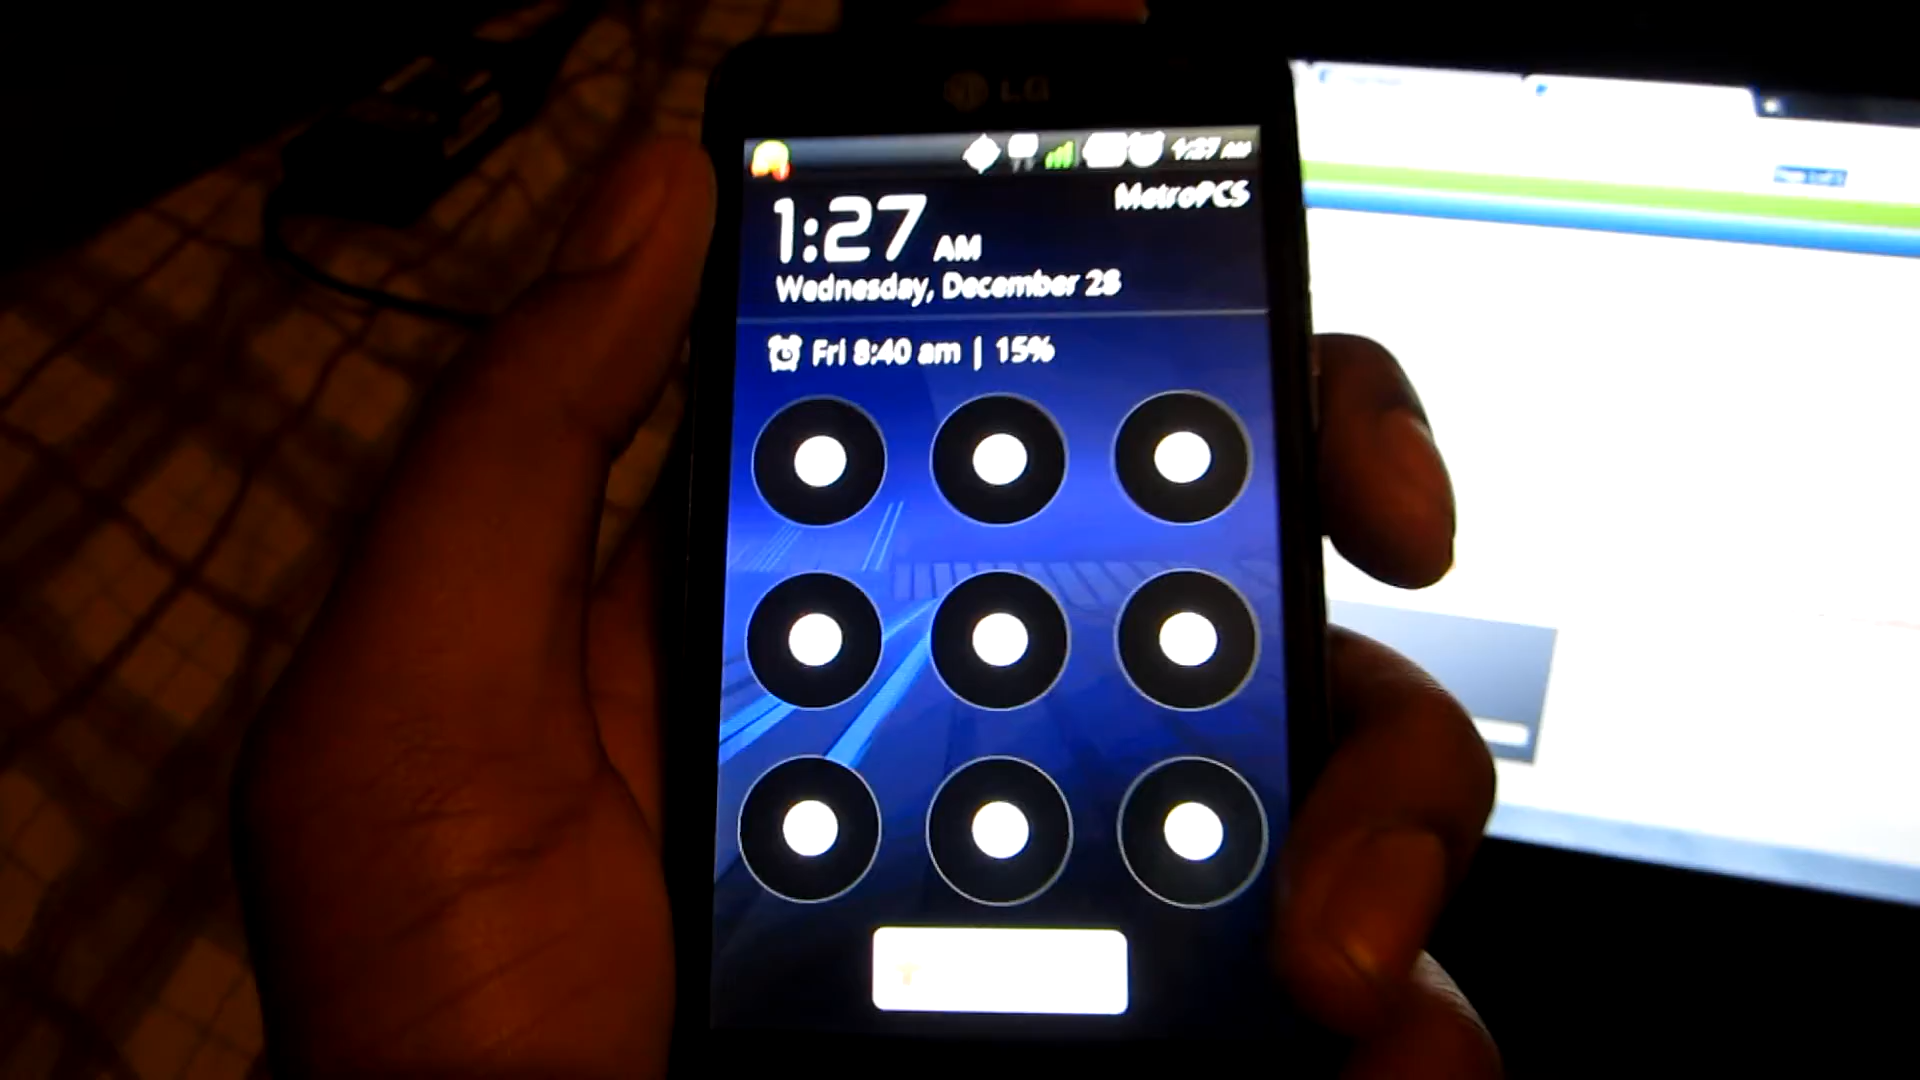 LG
1:27 AM
MetroPCS
1:27 AM
Wednesday, December 28
Fri 8:40 am | 15%